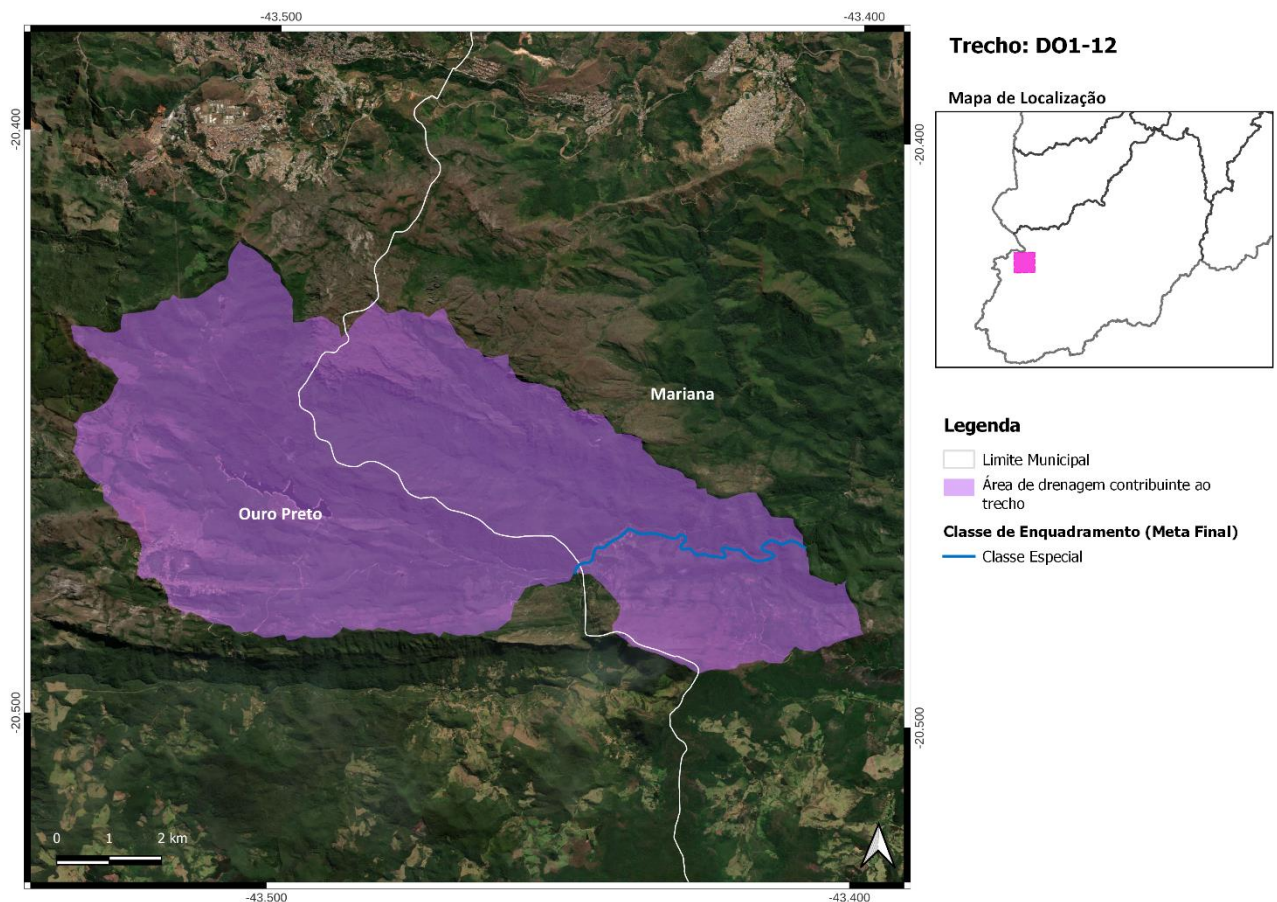 -43.500
-43.400
-20.400
-20.400
Mariana
Ouro Preto
-20.500
-20.500
0 1 2 km
-43.500
-43.400
Trecho: DO1-12
Mapa de Localização
Legenda
Limite Municipal
Área de drenagem contribuinte ao
trecho
Classe de Enquadramento (Meta Final)
Classe Especial